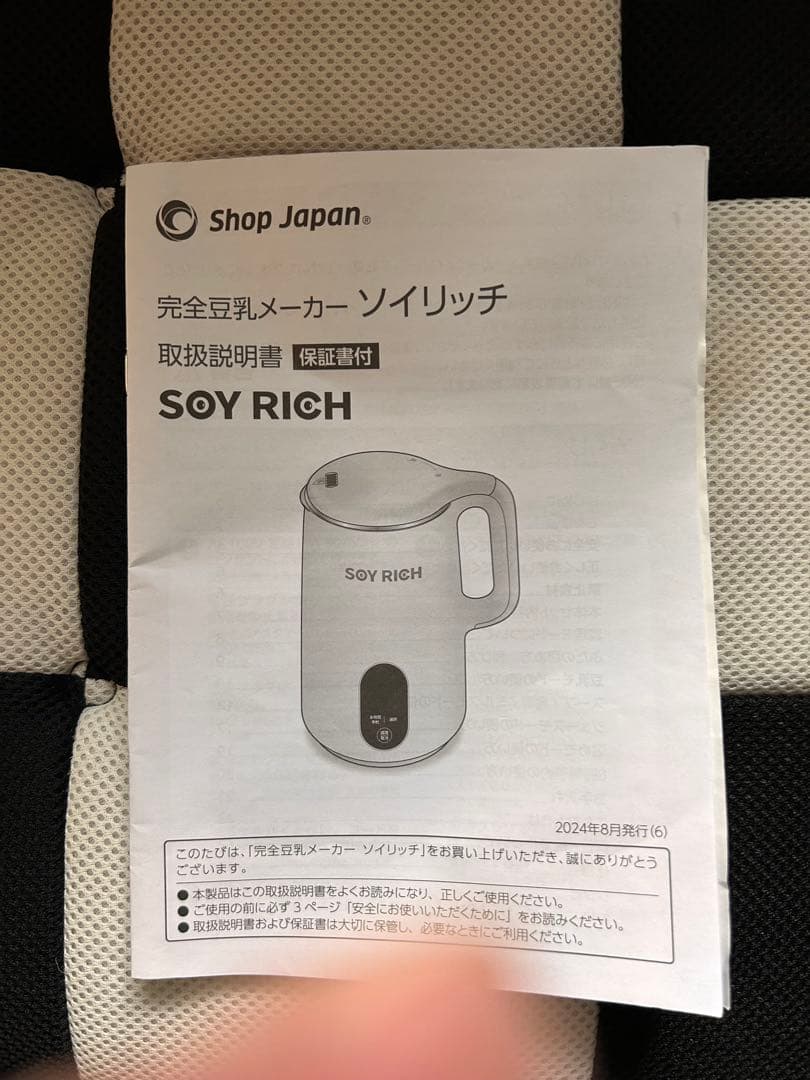 Shop Japan®
完全豆乳メーカー ソイリッチ
取扱説明書 保証書付
SOY RICH
SOY RICH
2024年8月発行(6)
このたびは、「完全豆乳メーカー ソイリッチ」をお買い上げいただき、誠にありがとう
ございます。
● 本製品はこの取扱説明書をよくお読みになり、正しくご使用ください。
● ご使用の前に必ず3ページ「安全にお使いいただくために」をお読みください。
● 取扱説明書および保証書は大切に保管し、必要なときにご利用ください。